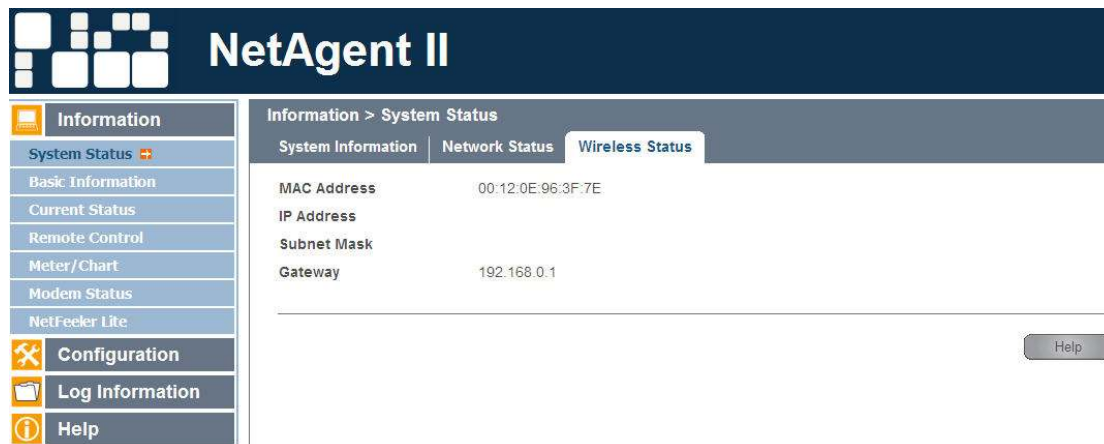 NetAgent II
Information
System Status
Basic Information
Current Status
Remote Control
Meter/Chart
Modem Status
NetFeeler Lite
Configuration
Log Information
Help
Information > System Status
System Information Network Status Wireless Status
MAC Address 00:12:0E:96:3F:7E
IP Address
Subnet Mask
Gateway 192.168.0.1
Help